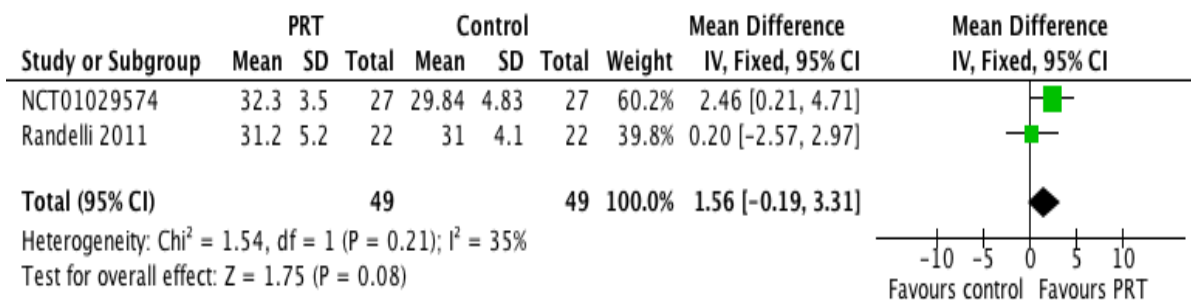 PRT Control Mean Difference Mean Difference
Study or Subgroup Mean SD Total Mean SD Total Weight IV, Fixed, 95% CI IV, Fixed, 95% CI
NCT01029574 32.3 3.5 27 29.84 4.83 27 60.2% 2.46 [0.21, 4.71]
Randelli 2011 31.2 5.2 22 31 4.1 22 39.8% 0.20 [−2.57, 2.97]
Total (95% CI) 49 49 100.0% 1.56 [−0.19, 3.31]
Heterogeneity: Chi² = 1.54, df = 1 (P = 0.21); I² = 35%
Test for overall effect: Z = 1.75 (P = 0.08)
−10 −5 0 5 10
Favours control Favours PRT